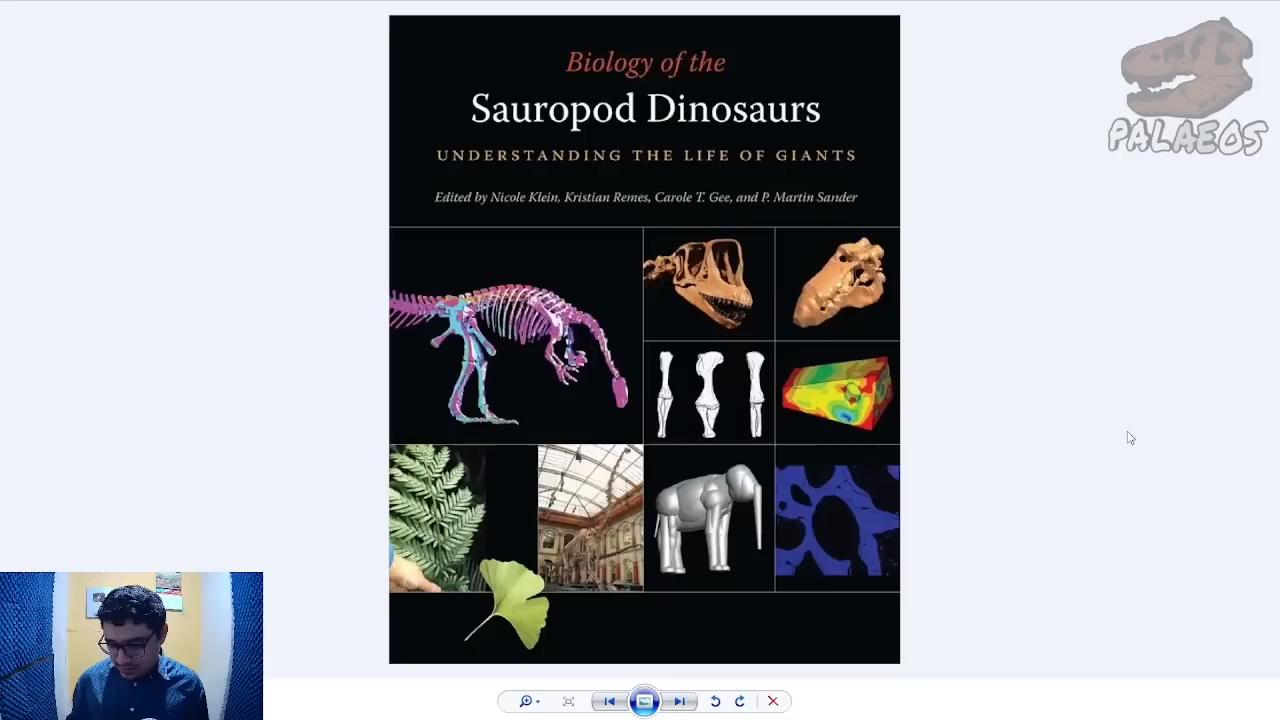 Biology of the
Sauropod Dinosaurs
UNDERSTANDING THE LIFE OF GIANTS
Edited by Nicole Klein, Kristian Remes, Carole T. Gee, and P. Martin Sander
PALAEOS